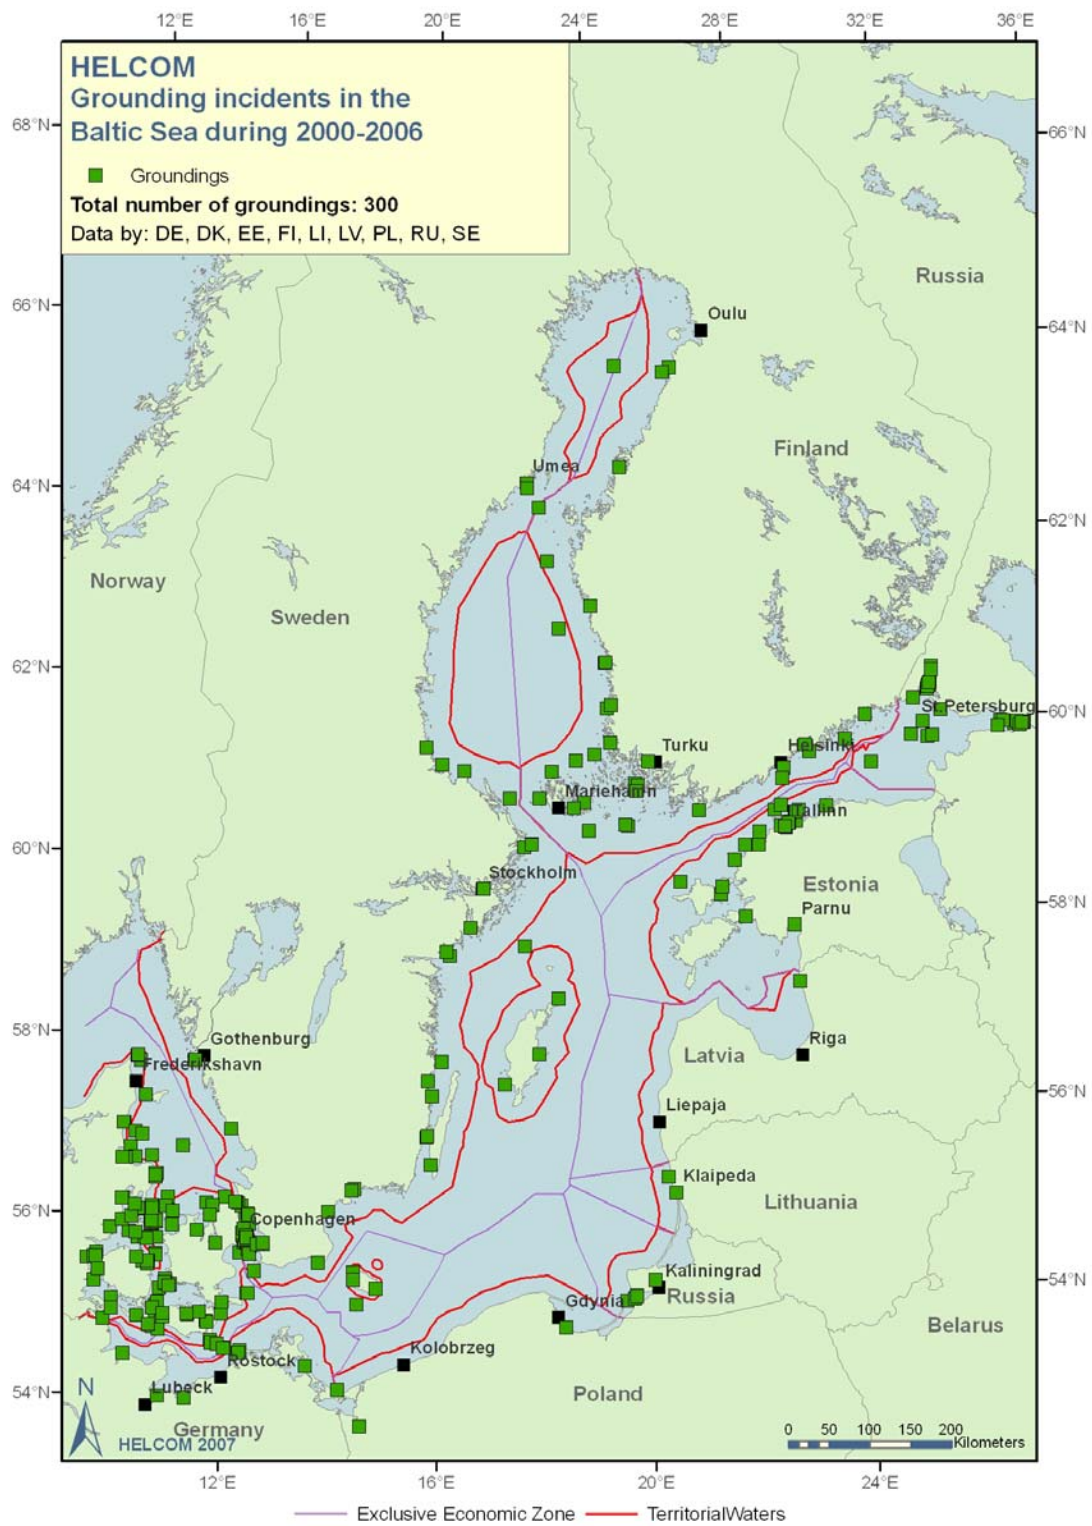 12°E 16°E 20°E 24°E 28°E 32°E 36°E
HELCOM
Grounding incidents in the
Baltic Sea during 2000-2006
Groundings
Total number of groundings: 300
Data by: DE, DK, EE, FI, LI, LV, PL, RU, SE
68°N
66°N
Russia
66°N
Oulu
64°N
Finland
Umea
64°N
62°N
Norway
Sweden
62°N
St.Petersburg
60°N
Turku
Helsinki
Mariehamn
Tallinn
60°N
Stockholm
Estonia
58°N
Parnu
58°N
Gothenburg
Riga
Latvia
Frederikshavn
56°N
Liepaja
Klaipeda
Lithuania
56°N
Copenhagen
Kaliningrad
54°N
Russia
Gdynia
Belarus
Kolobrzeg
Rostock
54°N
Lubeck
Poland
N
Germany
HELCOM 2007
0 50 100 150 200
Kilometers
12°E 16°E 20°E 24°E
Exclusive Economic Zone TerritorialWaters